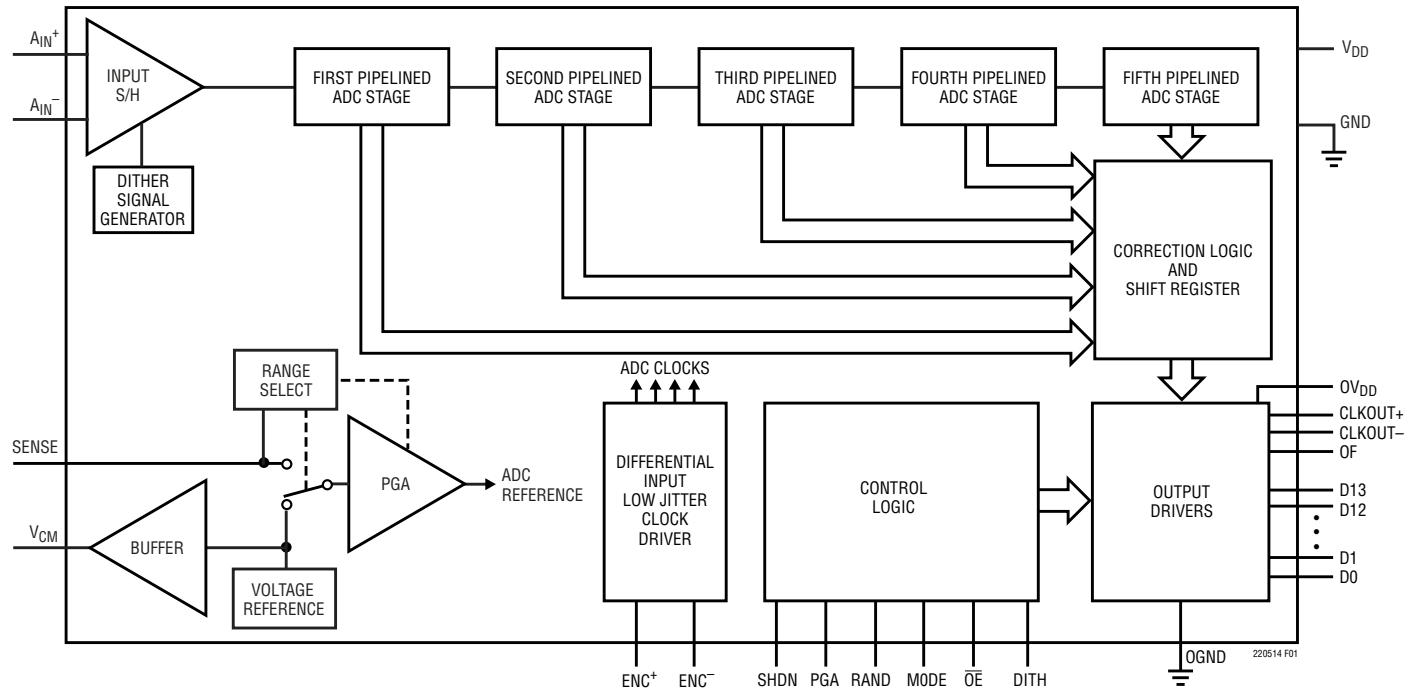 AIN+
AIN–
INPUT
S/H
DITHER
SIGNAL
GENERATOR
FIRST PIPELINED
ADC STAGE
SECOND PIPELINED
ADC STAGE
THIRD PIPELINED
ADC STAGE
FOURTH PIPELINED
ADC STAGE
FIFTH PIPELINED
ADC STAGE
VDD
GND
CORRECTION LOGIC
AND
SHIFT REGISTER
RANGE
SELECT
SENSE
PGA
ADC
REFERENCE
VCM
BUFFER
VOLTAGE
REFERENCE
ADC CLOCKS
DIFFERENTIAL
INPUT
LOW JITTER
CLOCK
DRIVER
CONTROL
LOGIC
OUTPUT
DRIVERS
OVDD
CLKOUT+
CLKOUT–
OF
D13
D12
D1
D0
OGND
ENC+
ENC–
SHDN
PGA
RAND
MODE
O̅E̅
DITH
220514 F01